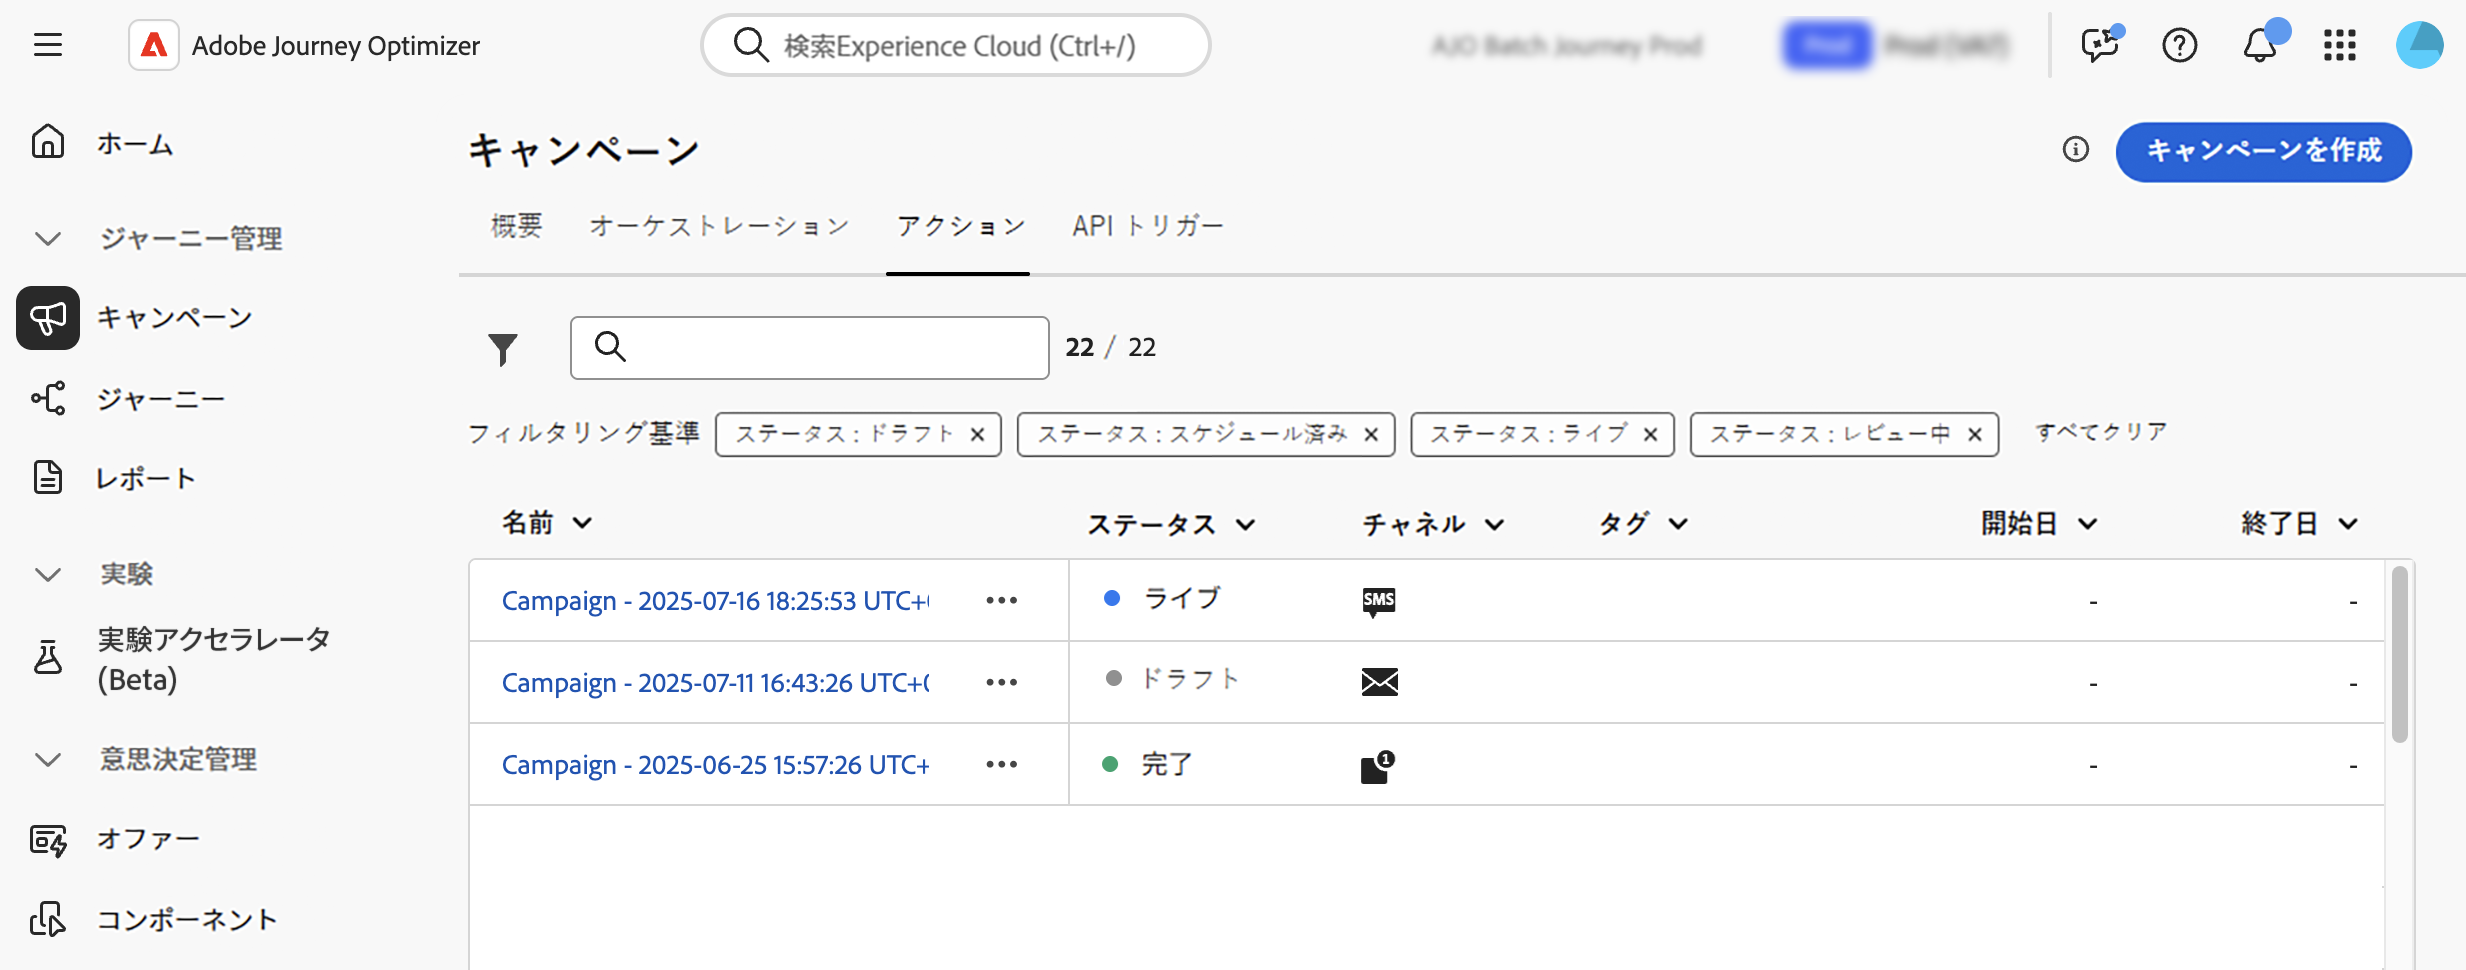 Adobe Journey Optimizer
検索Experience Cloud (Ctrl+/)
ホーム
ジャーニー管理
キャンペーン
ジャーニー
レポート
実験
実験アクセラレータ
(Beta)
意思決定管理
オファー
コンポーネント
キャンペーン
キャンペーンを作成
概要 オーケストレーション アクション API トリガー
22 / 22
フィルタリング基準 ステータス : ドラフト ステータス : スケジュール済み ステータス : ライブ ステータス : レビュー中 すべてクリア
名前 ステータス チャネル タグ 開始日 終了日
Campaign - 2025-07-16 18:25:53 UTC+ ライブ SMS - -
Campaign - 2025-07-11 16:43:26 UTC+ ドラフト - -
Campaign - 2025-06-25 15:57:26 UTC+ 完了 1 - -